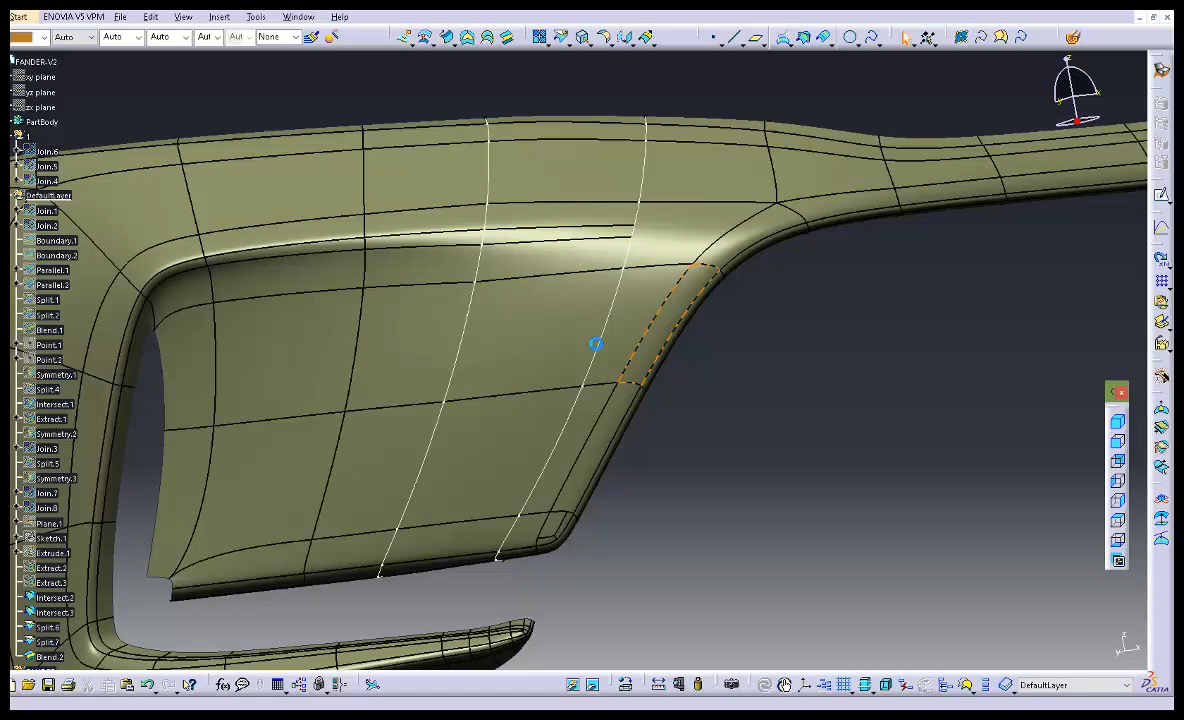 Start ENOVIA V5 VPM File Edit View Insert Tools Window Help
Auto Auto Auto Aut Aut None
FANDER-V2
xy plane
yz plane
zx plane
PartBody
1
Join.6
Join.5
Join.4
DefaultLayer
Join.1
Join.2
Boundary.1
Boundary.2
Parallel.1
Parallel.2
Split.1
Split.2
Blend.1
Point.1
Point.2
Symmetry.1
Split.4
Intersect.1
Extract.1
Symmetry.2
Join.3
Split.5
Symmetry.3
Join.7
Join.8
Plane.1
Sketch.1
Extrude.1
Extract.2
Extract.3
Intersect.2
Intersect.3
Split.6
Split.7
Blend.2
z
x
y
z
x
y
f(x)
DefaultLayer
CATIA